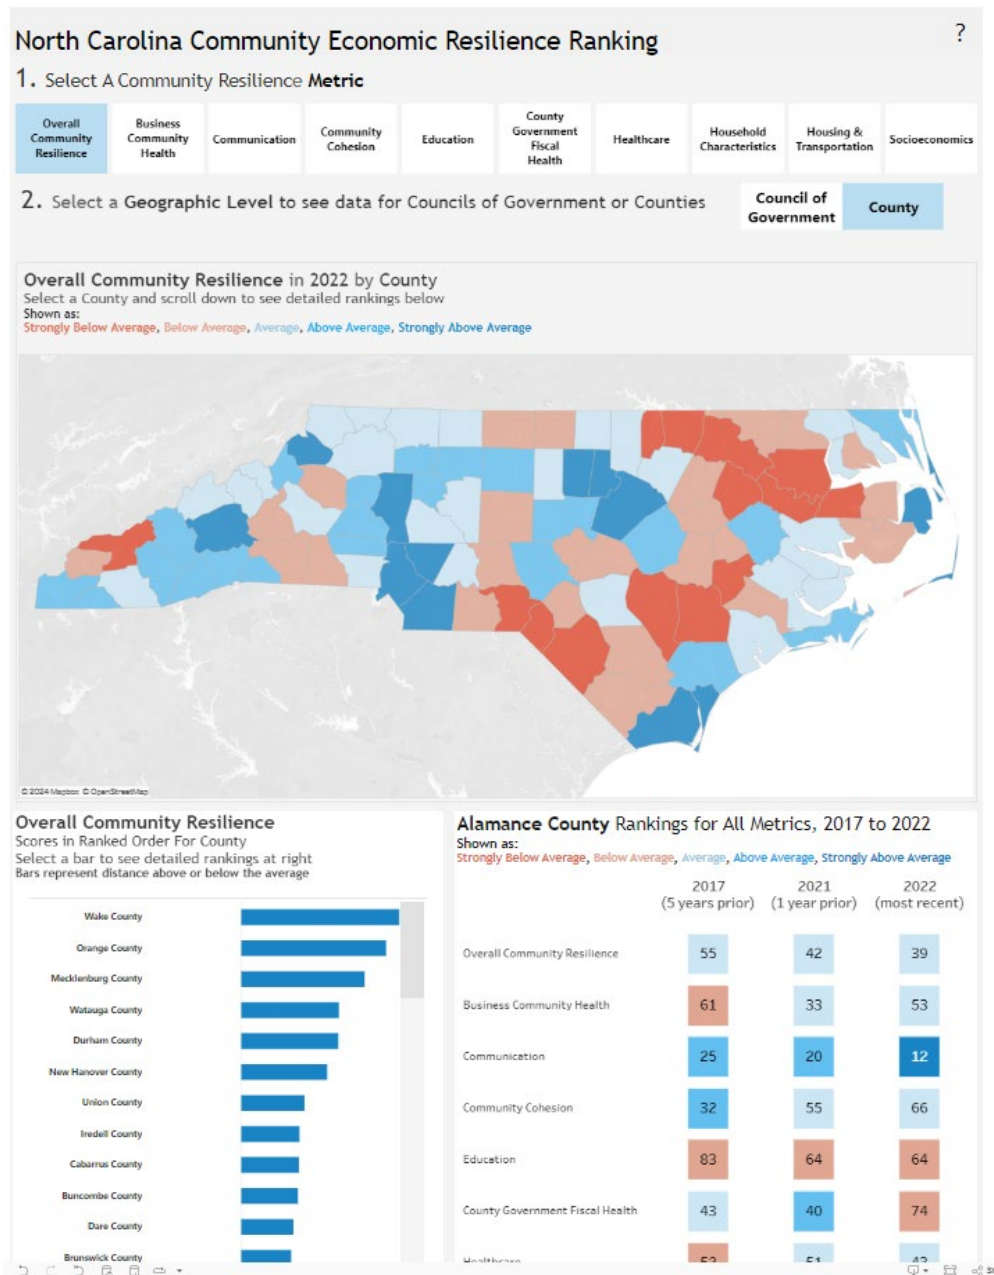 North Carolina Community Economic Resilience Ranking
?
1. Select A Community Resilience Metric
Overall Community Resilience
Business Community Health
Communication
Community Cohesion
Education
County Government Fiscal Health
Healthcare
Household Characteristics
Housing & Transportation
Socioeconomics
2. Select a Geographic Level to see data for Councils of Government or Counties
Council of Government
County
Overall Community Resilience in 2022 by County
Select a County and scroll down to see detailed rankings below
Shown as:
Strongly Below Average, Below Average, Average, Above Average, Strongly Above Average
© 2024 Mapbox © OpenStreetMap
Overall Community Resilience
Scores in Ranked Order For County
Select a bar to see detailed rankings at right
Bars represent distance above or below the average
Wake County
Orange County
Mecklenburg County
Watauga County
Durham County
New Hanover County
Union County
Iredell County
Cabarrus County
Buncombe County
Dare County
Brunswick County
Alamance County Rankings for All Metrics, 2017 to 2022
Shown as:
Strongly Below Average, Below Average, Average, Above Average, Strongly Above Average
2017 2021 2022
(5 years prior) (1 year prior) (most recent)
Overall Community Resilience 55 42 39
Business Community Health 61 33 53
Communication 25 20 12
Community Cohesion 32 55 66
Education 83 64 64
County Government Fiscal Health 43 40 74
Healthcare 52 51 42